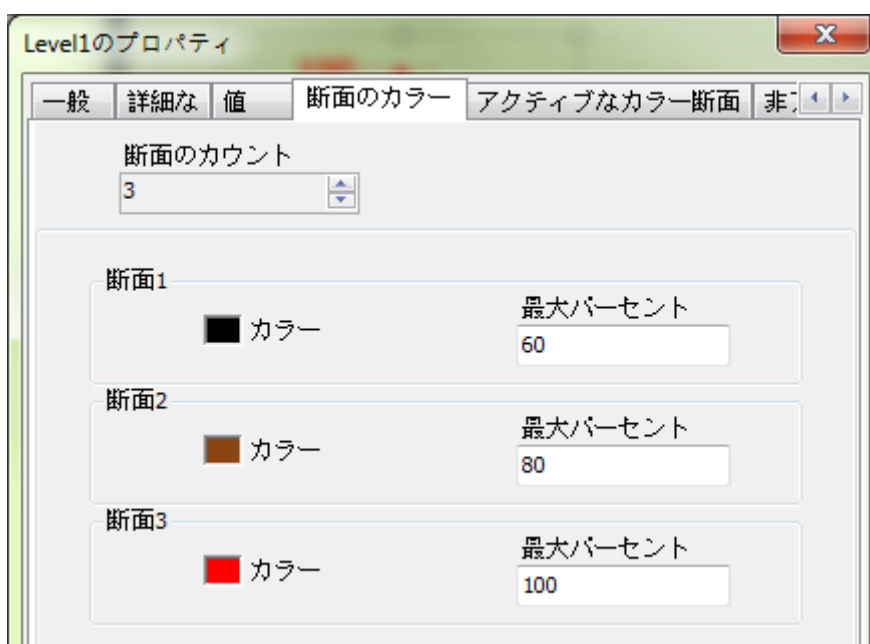 Level1のプロパティ
一般 詳細な 値 断面のカラー アクティブなカラー断面
断面のカウント
3
断面1
カラー
最大パーセント
60
断面2
カラー
最大パーセント
80
断面3
カラー
最大パーセント
100